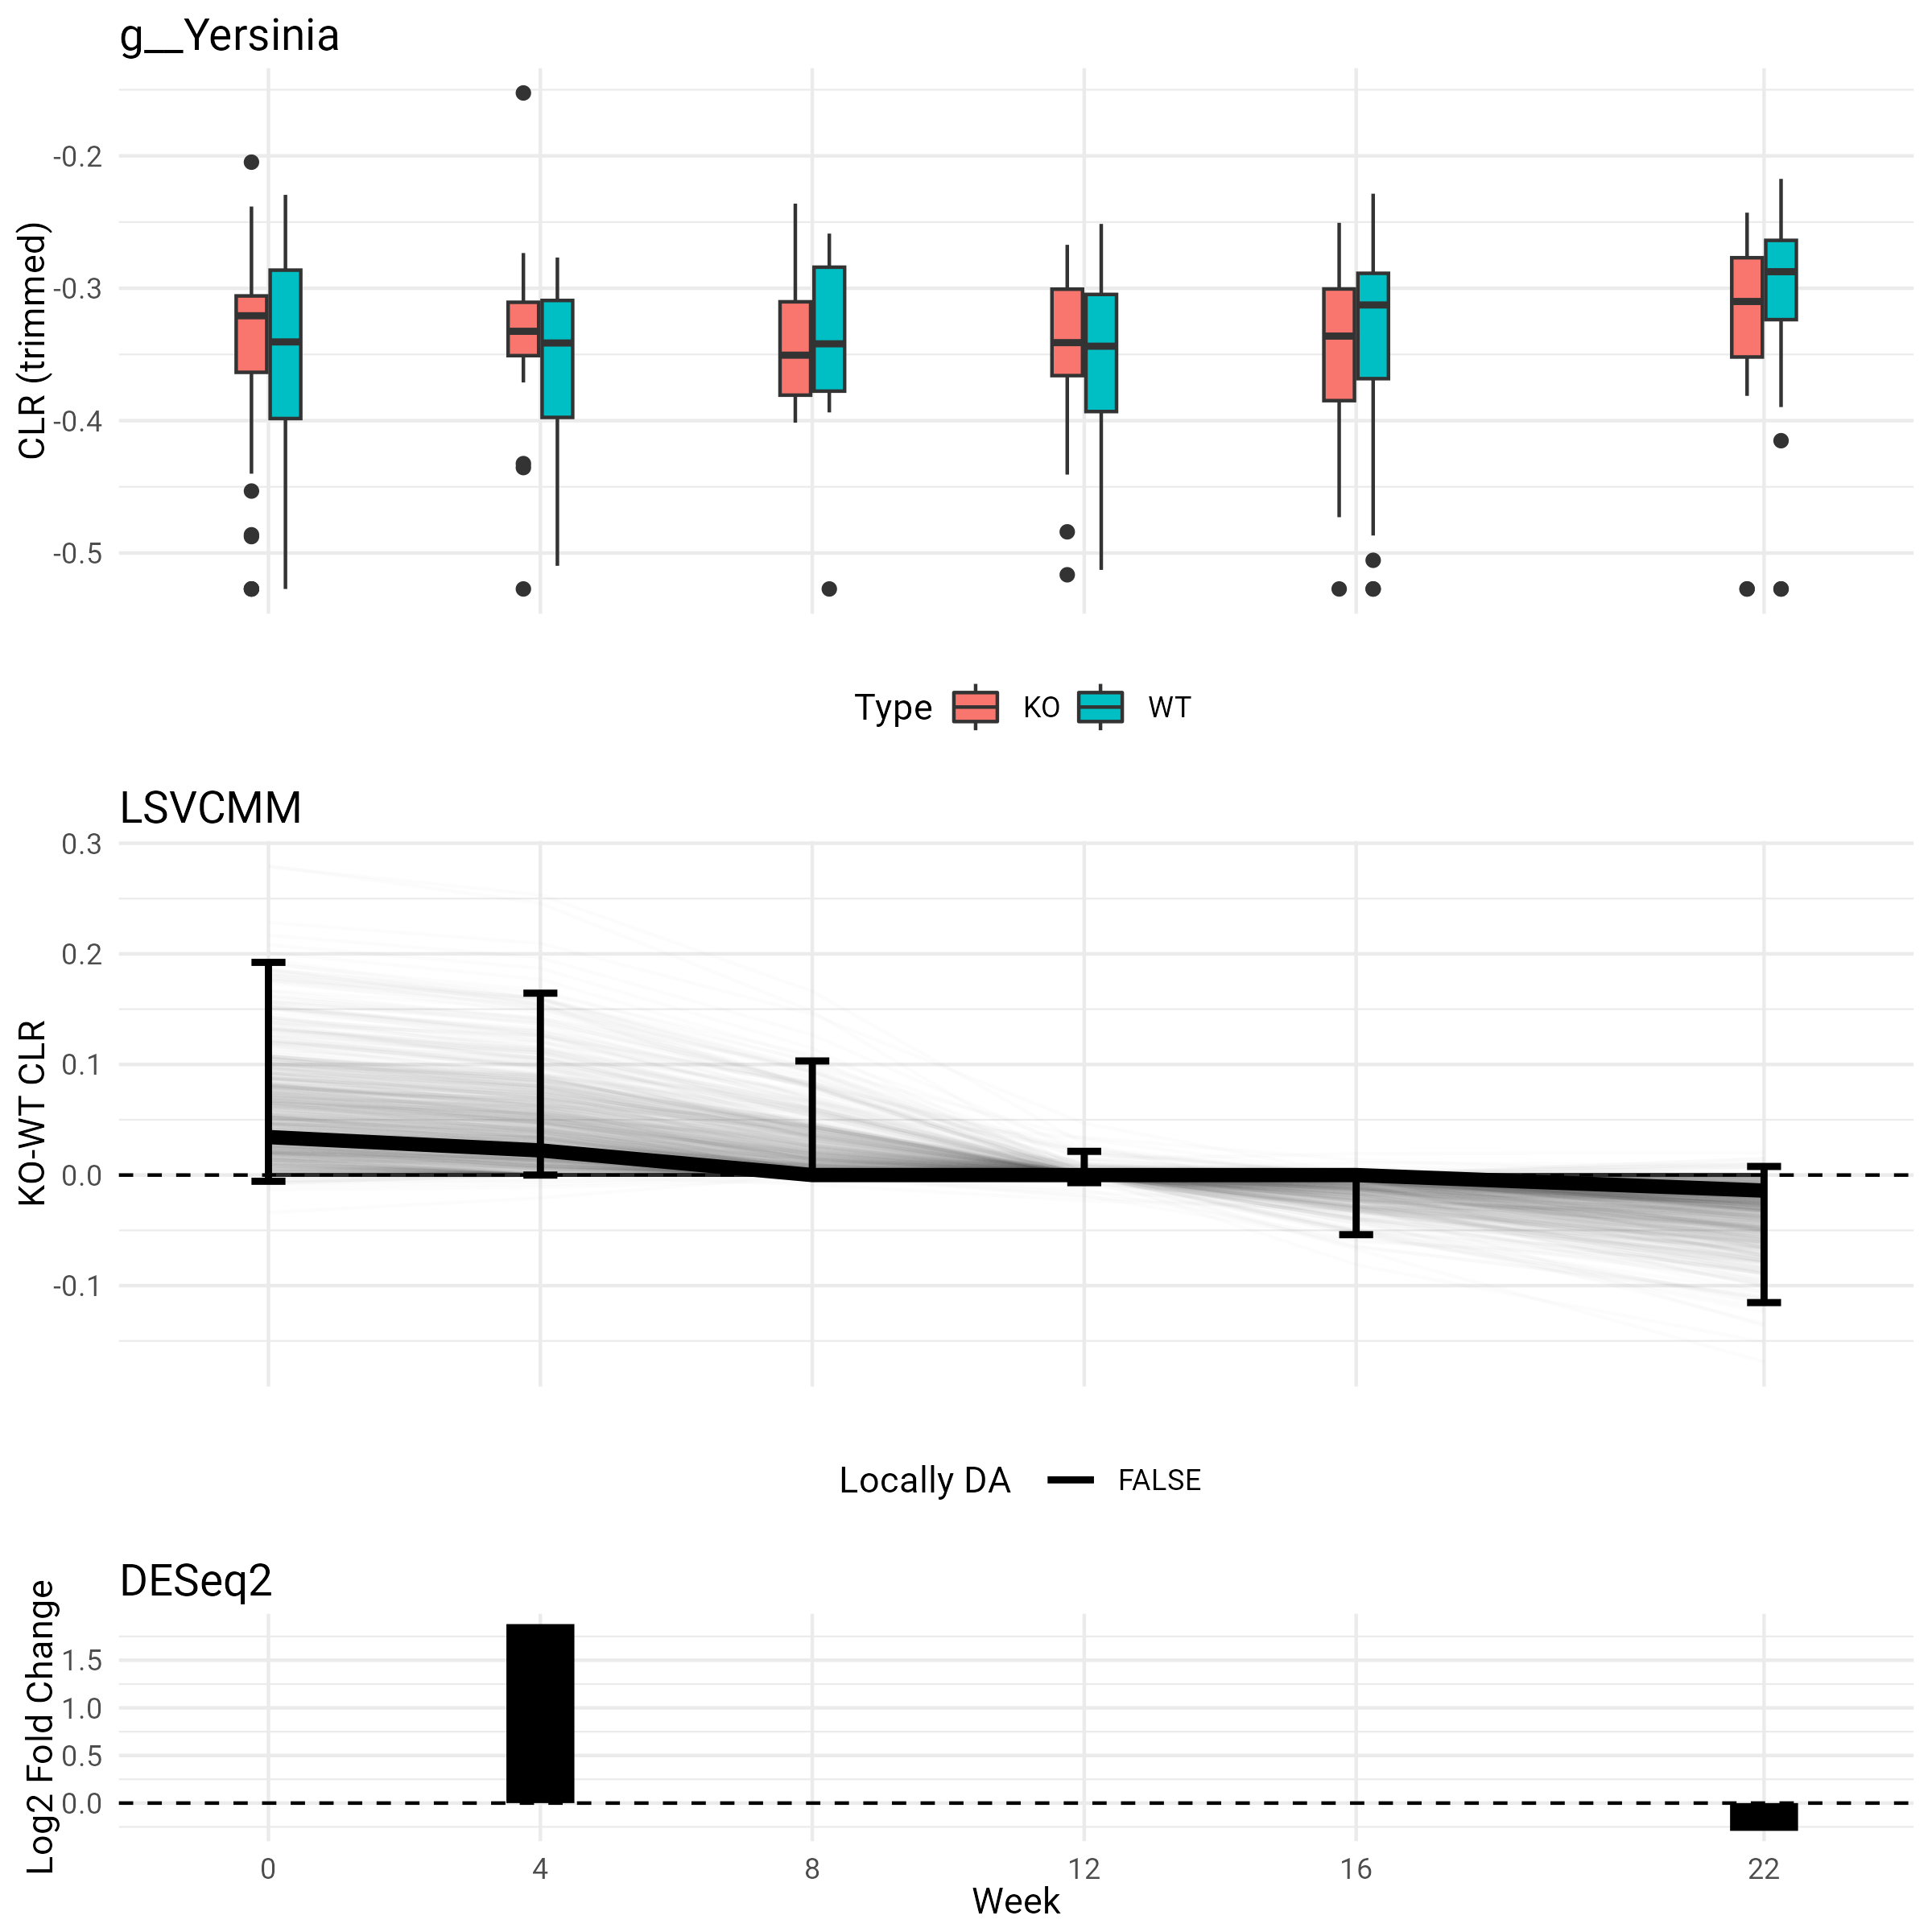 g__Yersinia
CLR (trimmed)
-0.2
-0.3
-0.4
-0.5
Type KO WT
LSVCMM
KO-WT CLR
0.3
0.2
0.1
0.0
-0.1
Locally DA FALSE
DESeq2
Log2 Fold Change
1.5
1.0
0.5
0.0
0 4 8 12 16 22
Week